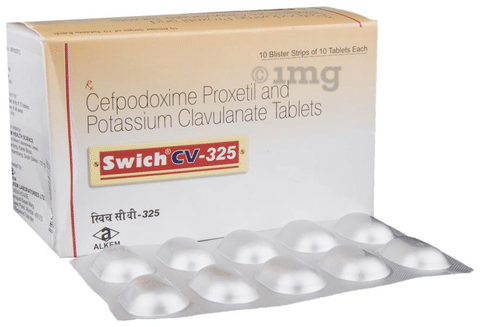 10 Blister Strips of 10 Tablets Each
©1mg
Rx
Cefpodoxime Proxetil and
Potassium Clavulanate Tablets
Swich® CV-325
स्विच सी वी -325
ALKEM